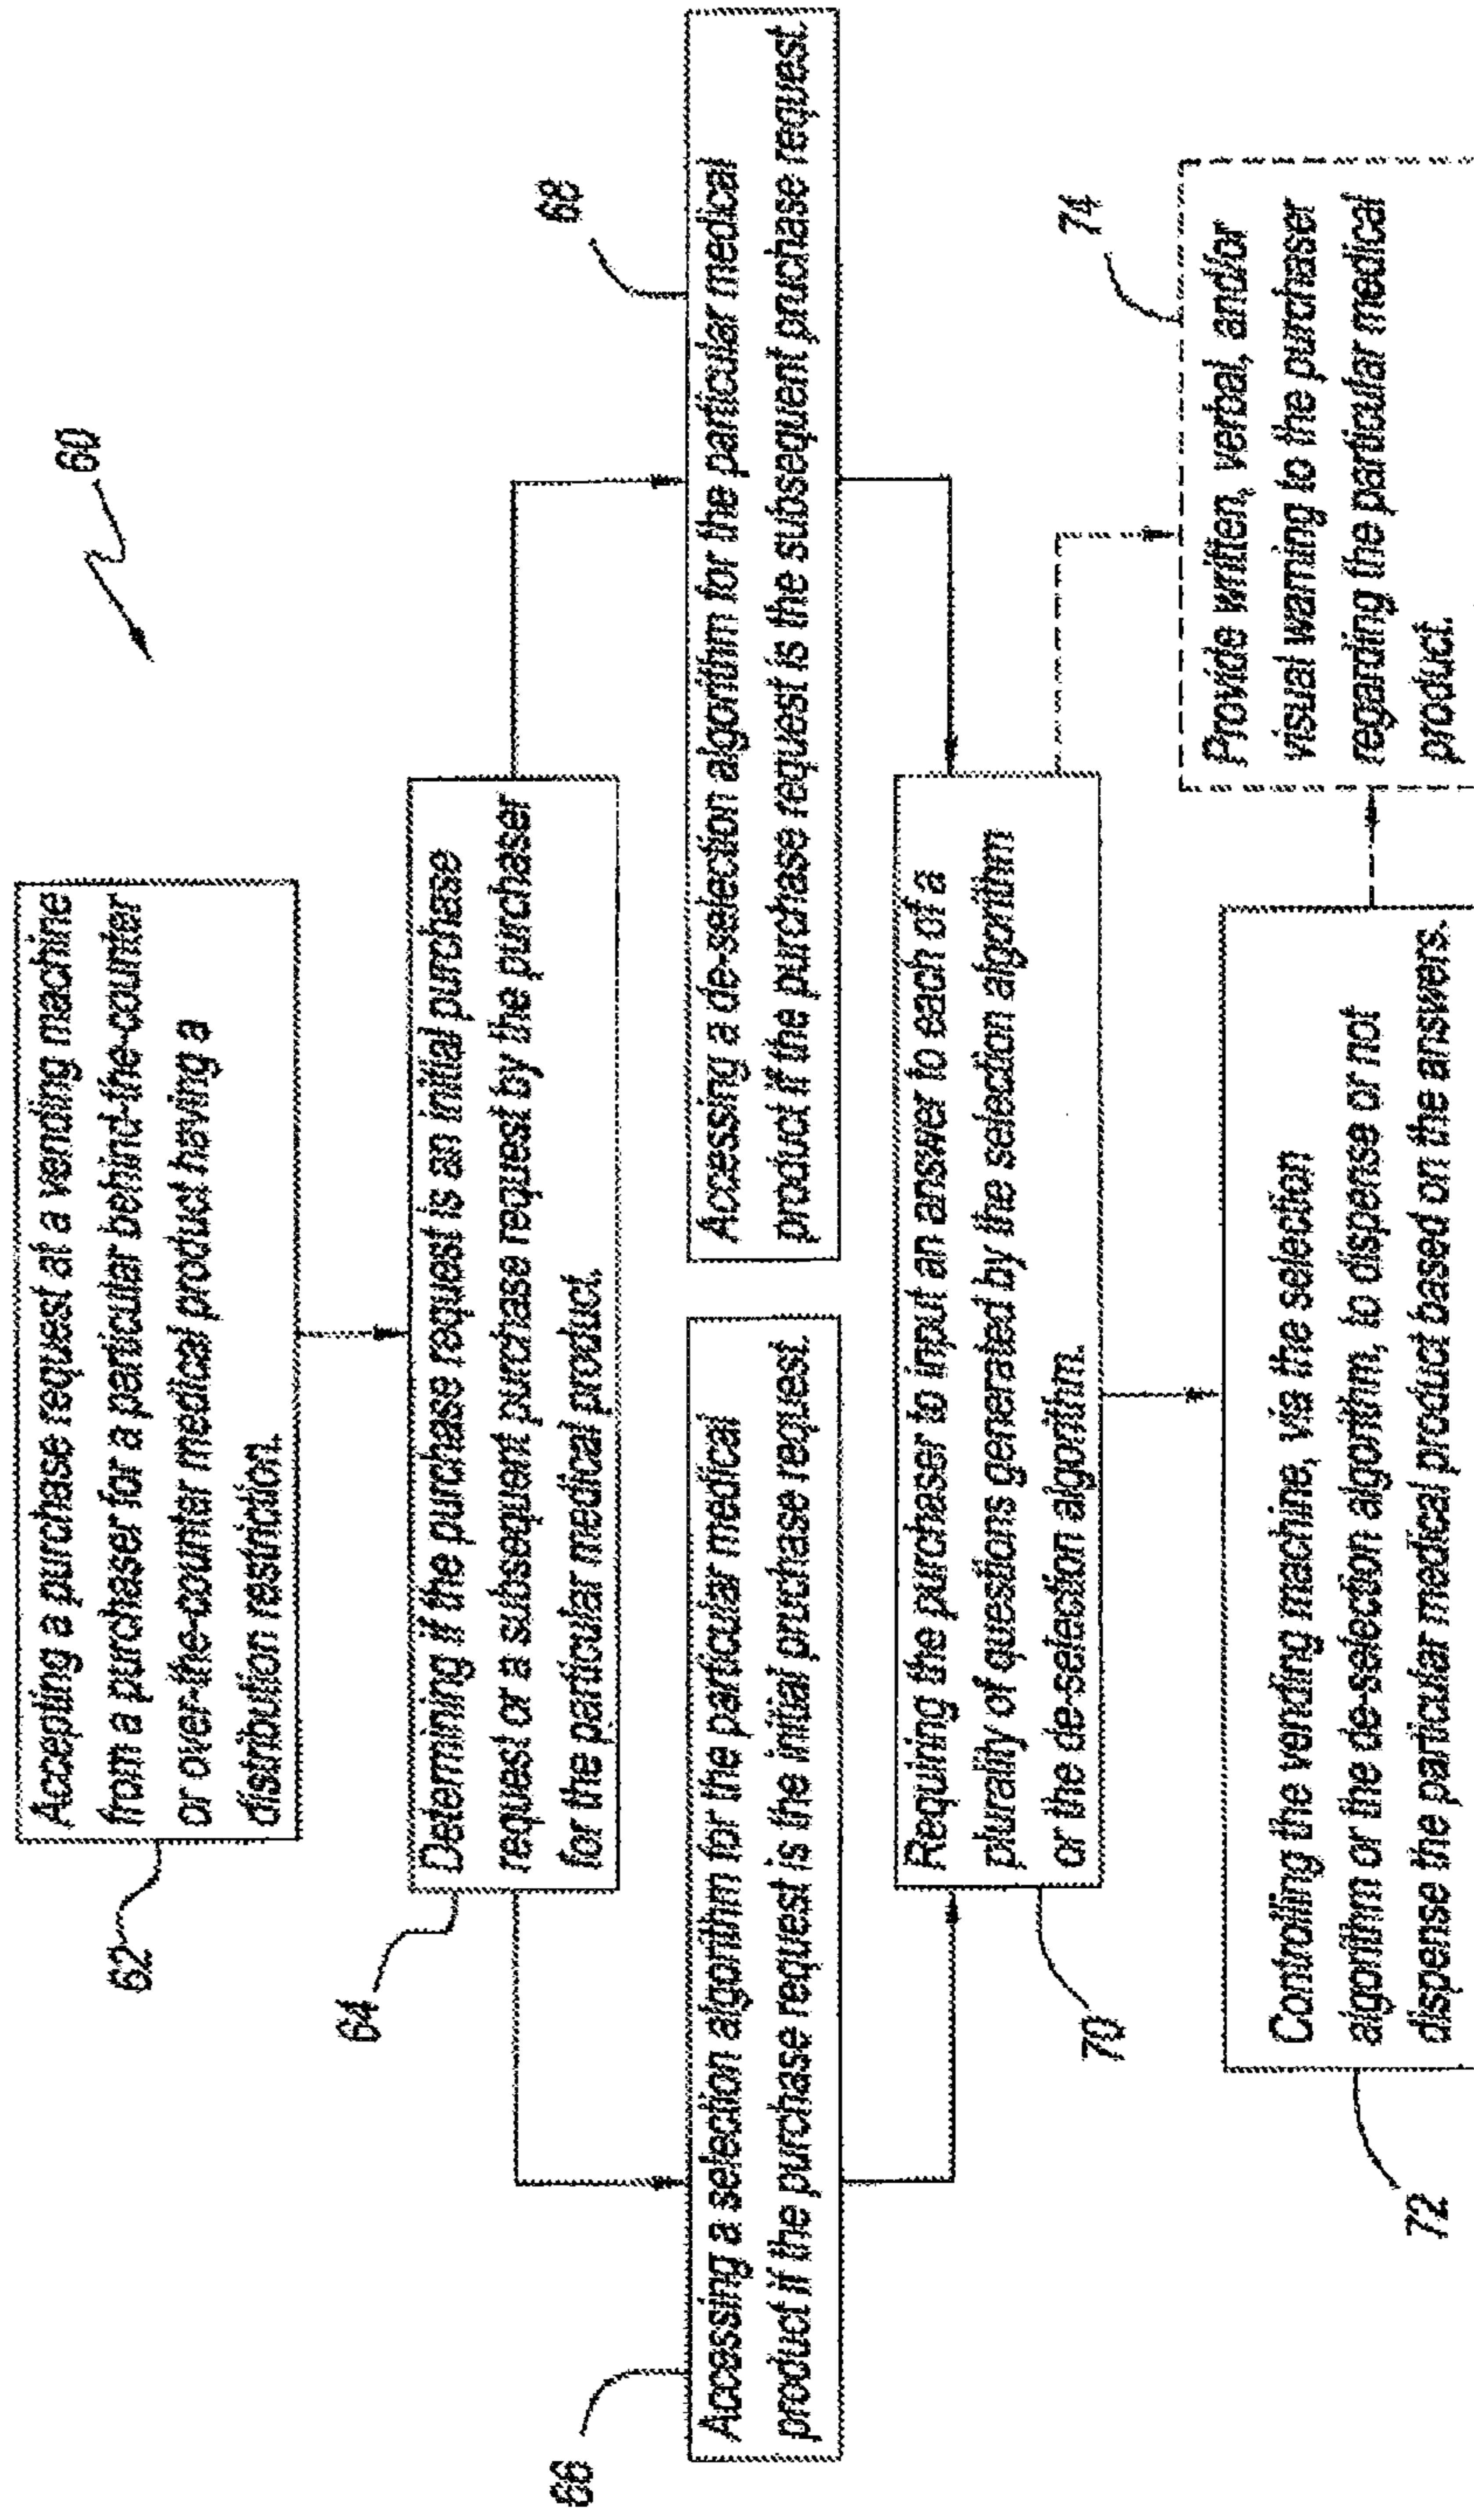 60
Accepting a purchase request at a vending machine
from a purchaser for a particular behind-the-counter
or over-the-counter medical product having a
distribution restriction.
62
Determining if the purchase request is an initial purchase
request or a subsequent purchase request by the purchaser
for the particular medical product.
64
66
Accessing a selection algorithm for the particular medical
product if the purchase request is the initial pruchase request.
68
Accessing a de-selection algorithm for the particular medical
product if the purchase request is the subsequent pruchase request.
Requiring the purchaser to input an answer to each of a
plurality of questions generated by the selection algorithm
or the de-selection algorithm.
70
Controlling the vending machine, via the selection
algorithm or the de-selection algorithm, to dispense or not
dispense the particular medical product based on the answers.
72
74
Provide written, verbal, and/or
visual warning to the purchaser
regarding the particular medical
product.